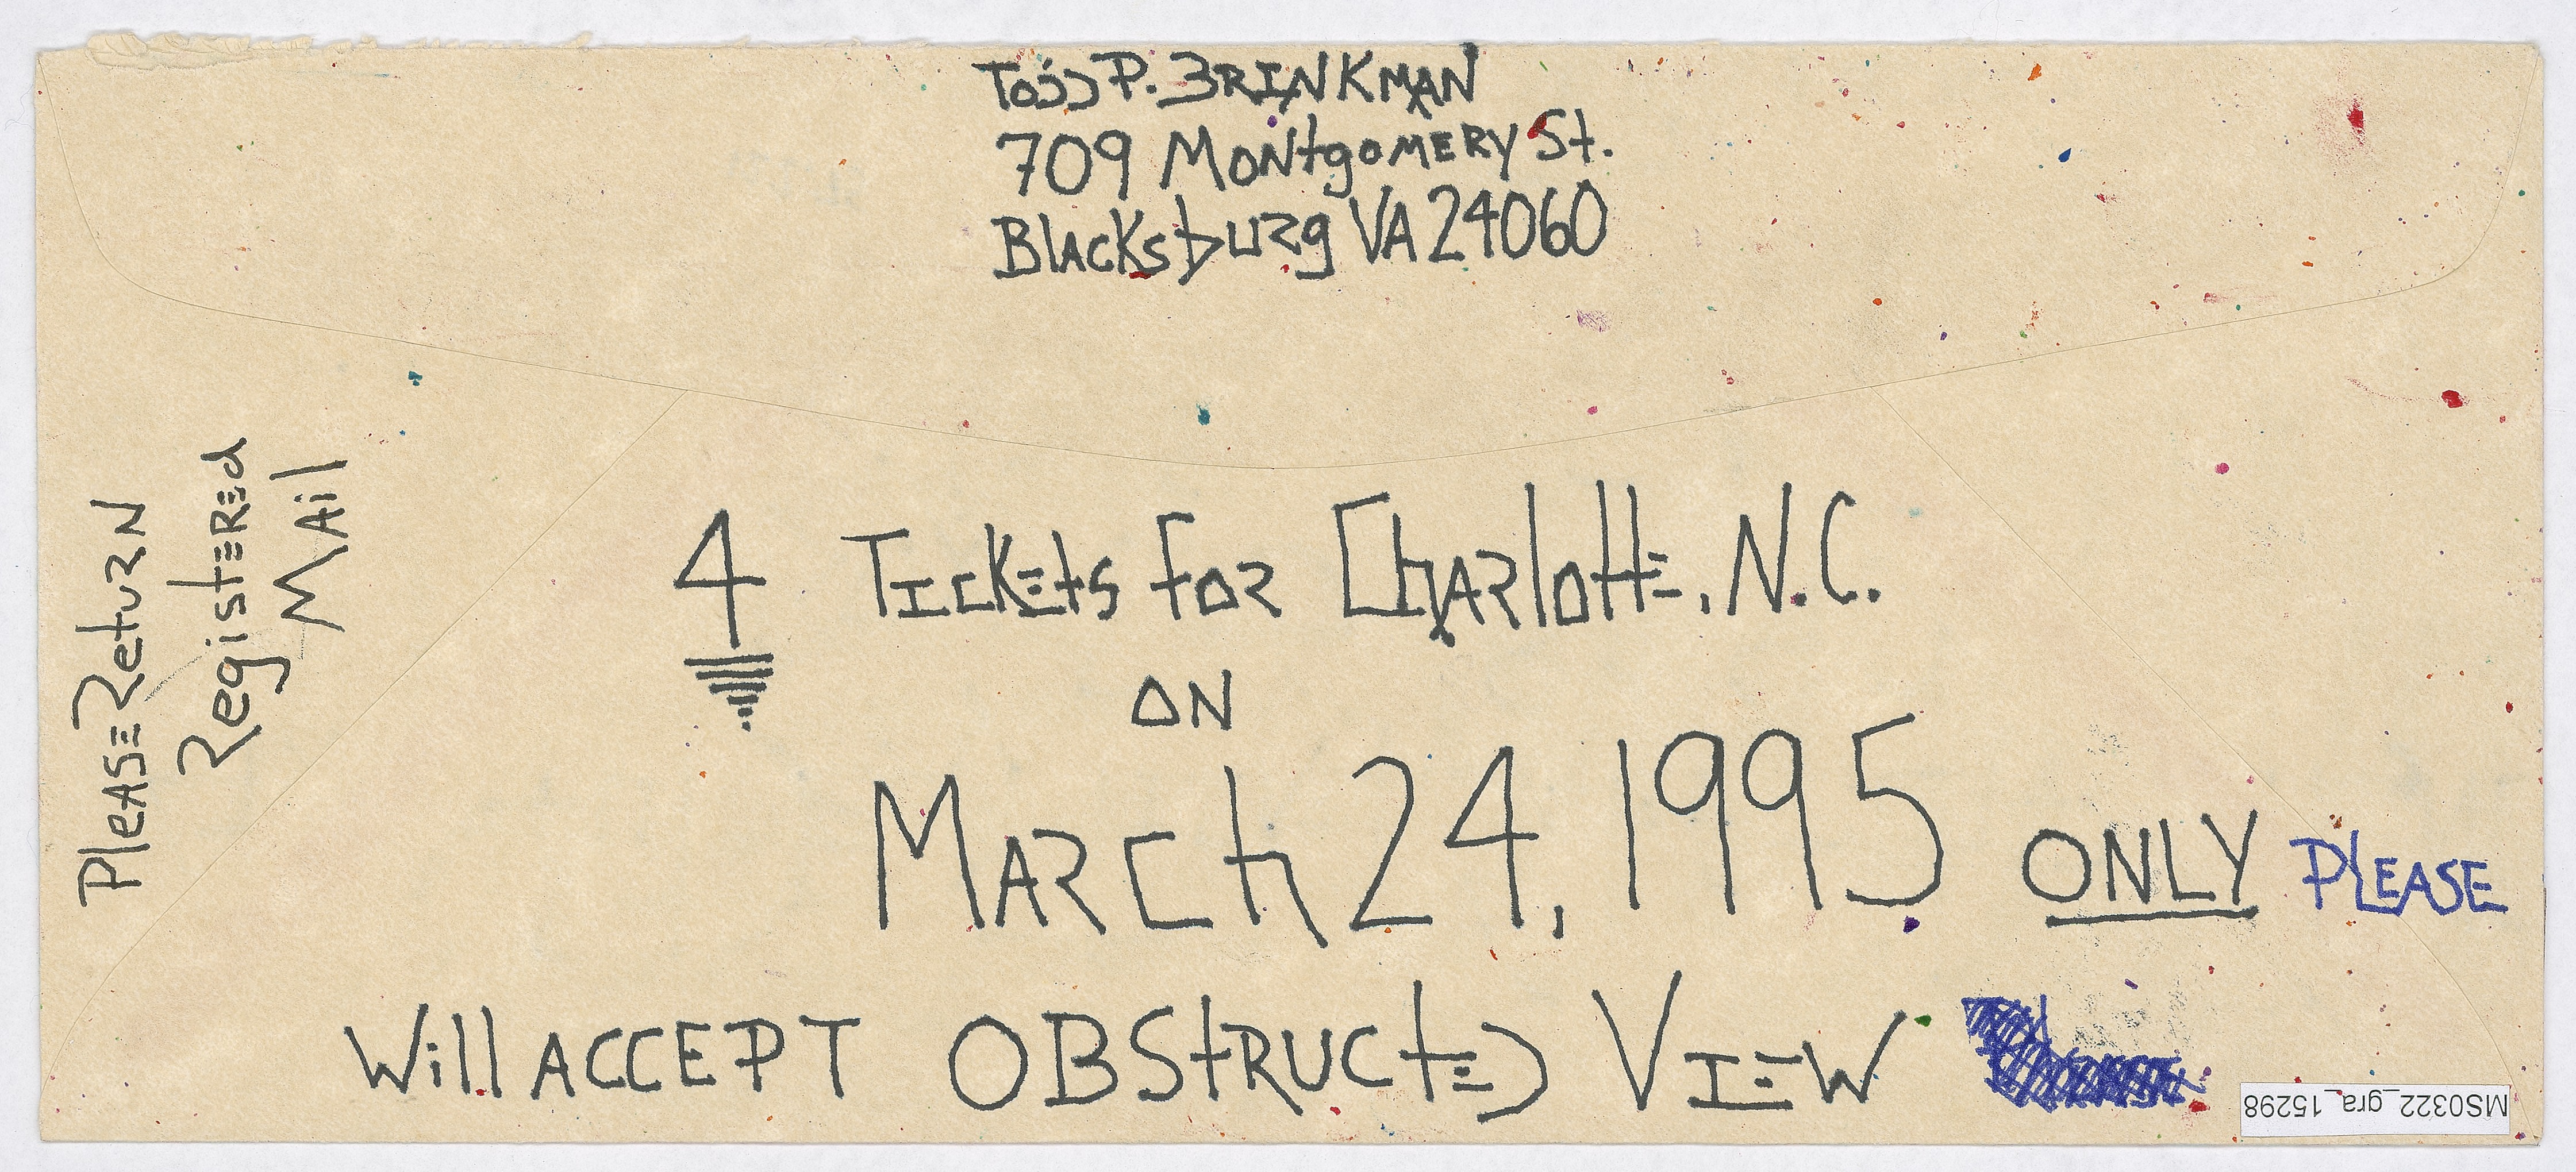 Todd P. BRINKMAN
709 Montgomery St.
Blacksburg VA 24060
Please Return
Registered
Mail
4 Tickets for Charlotte, N.C.
ON
March 24, 1995 ONLY PLEASE
Will ACCEPT OBStRUCtED VIEW
MS0322_gra_15298